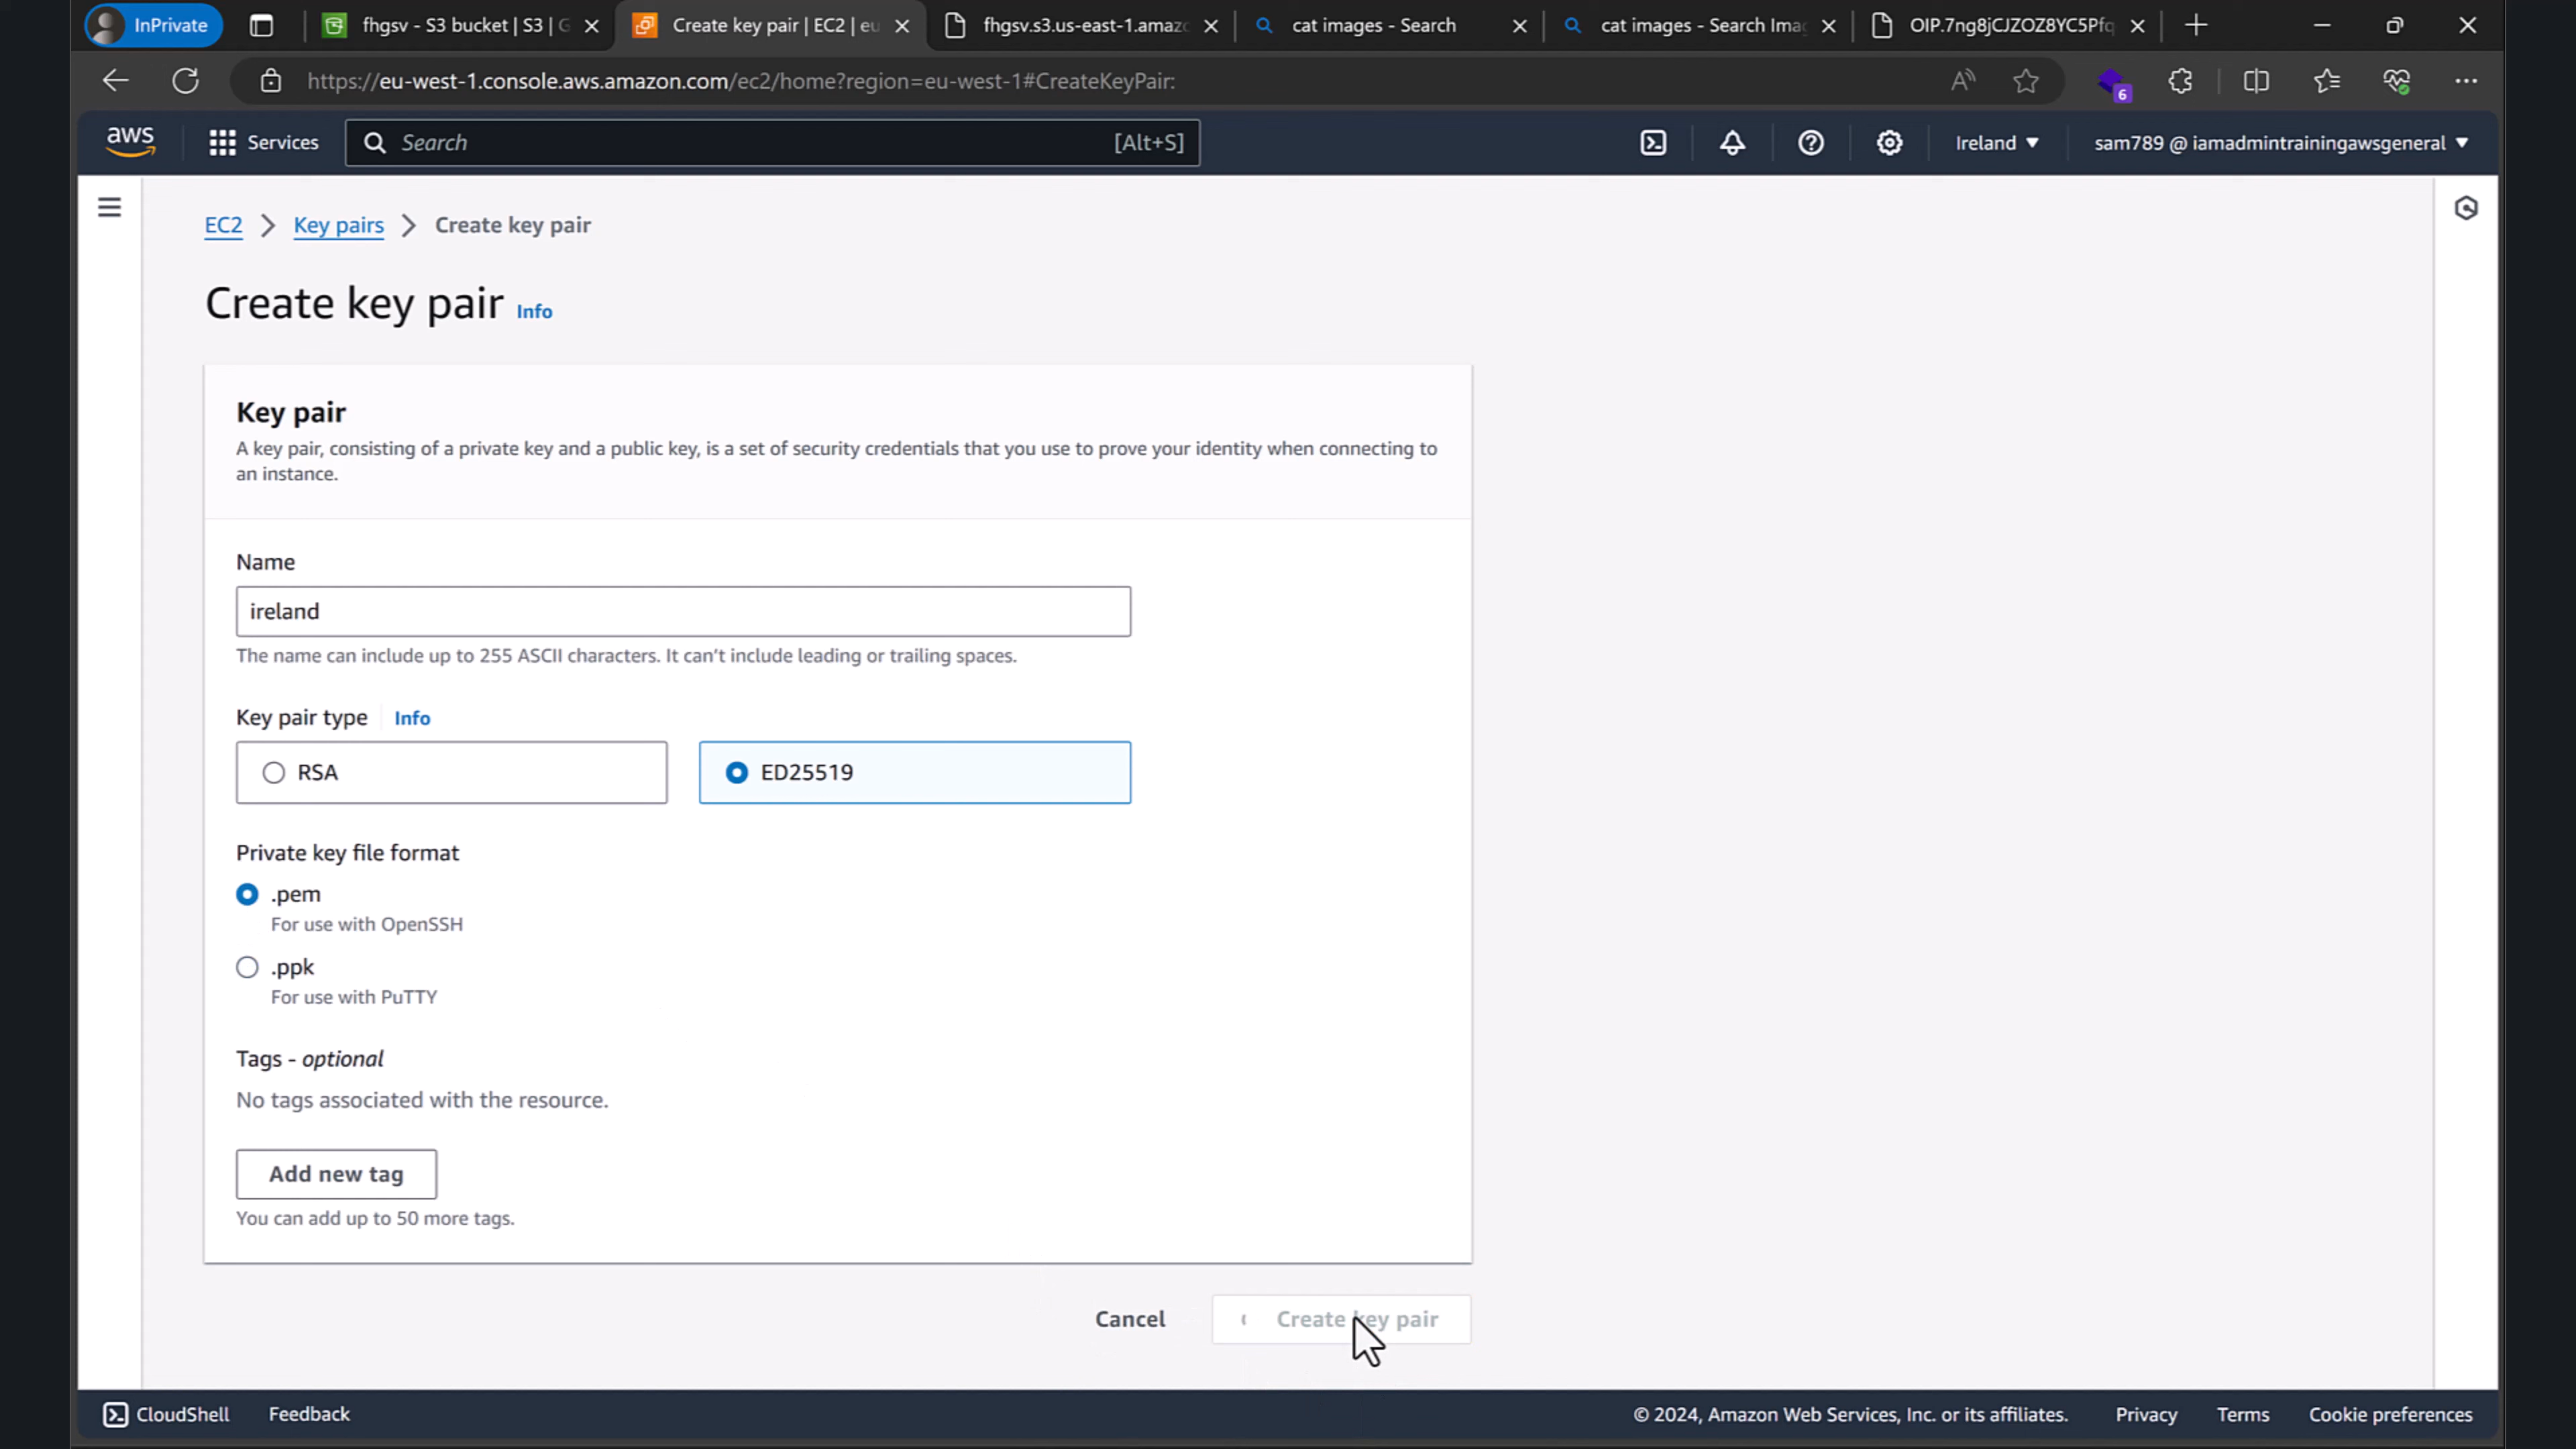 InPrivate
fhgsv - S3 bucket | S3 | G
Create key pair | EC2 | eu
fhgsv.s3.us-east-1.amaz
cat images - Search
cat images - Search Ima
OIP.7ng8jCJZOZ8YC5Pfq
https://eu-west-1.console.aws.amazon.com/ec2/home?region=eu-west-1#CreateKeyPair:
6
aws
Services
Search
[Alt+S]
Ireland
sam789 @ iamadmintrainingawsgeneral
EC2
Key pairs
Create key pair
Create key pair Info
Key pair
A key pair, consisting of a private key and a public key, is a set of security credentials that you use to prove your identity when connecting to
an instance.
Name
ireland
The name can include up to 255 ASCII characters. It can't include leading or trailing spaces.
Key pair type Info
RSA
ED25519
Private key file format
.pem
For use with OpenSSH
.ppk
For use with PuTTY
Tags - optional
No tags associated with the resource.
Add new tag
You can add up to 50 more tags.
Cancel
Create key pair
CloudShell
Feedback
© 2024, Amazon Web Services, Inc. or its affiliates.
Privacy
Terms
Cookie preferences